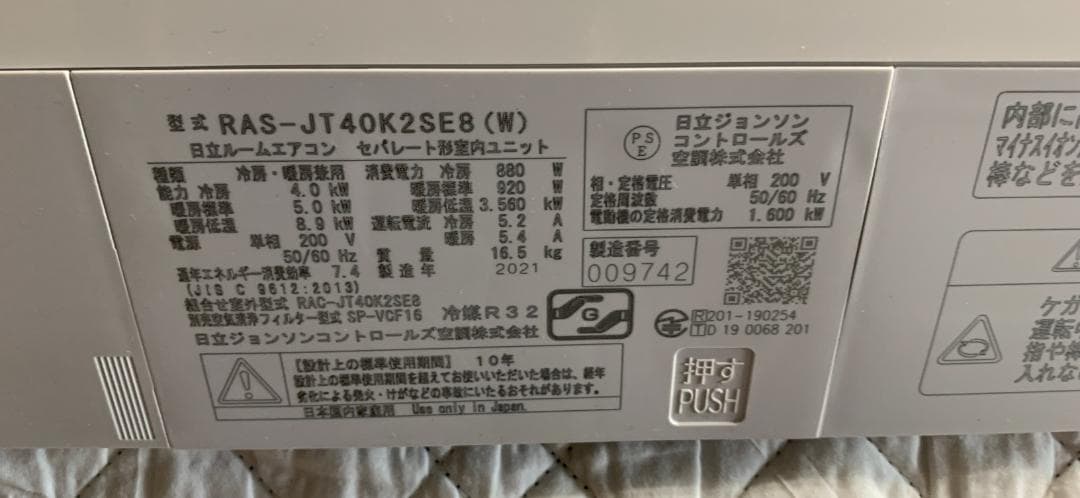 型式 RAS-JT40K2SE8(W)
日立ルームエアコン セパレート形室内ユニット
種類 冷房・暖房兼用 消費電力 冷房 880 W
能力 冷房 4.0 kW 暖房標準 920 W
暖房標準 5.0 kW 暖房低温 3.560 kW
暖房低温 8.9 kW 運転電流 冷房 5.2 A
電源 単相 200 V 暖房 5.4 A
50/60 Hz 質量 16.5 kg
通年エネルギー消費効率 7.4 製造年 2021
(JIS C 9612:2013)
組合せ室外型式 RAC-JT40K2SE8
別売空気清浄フィルター型式 SP-VCF16 冷媒R32
日立ジョンソンコントロールズ空調株式会社
G
PS
E
日立ジョンソン
コントロールズ
空調株式会社
相・定格電圧 単相 200 V
定格周波数 50/60 Hz
電動機の定格消費電力 1.600 kW
製造番号
009742
R 201-190254
T D 19 0068 201
【設計上の標準使用期間】 10年
設計上の標準使用期間を超えてお使いいただいた場合は、経年
劣化による発火・けがなどの事故にいたるおそれがあります。
日本国内家庭用 Use only in Japan.
押す
PUSH
内部に
マイナスイオン
棒などを
ケガ
運転
指や棒
入れな